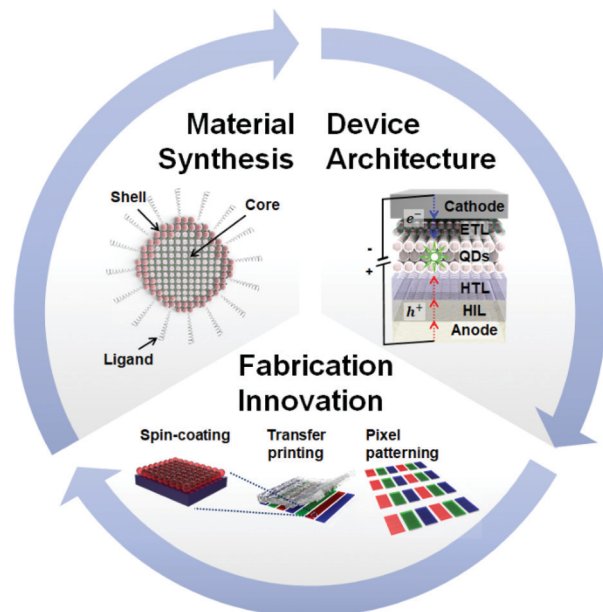 Material
Synthesis
Shell
Core
Ligand
Device
Architecture
Cathode
e⁻
ETL
QDs
-
+
HTL
h⁺
HIL
Anode
Fabrication
Innovation
Spin-coating
Transfer
printing
Pixel
patterning